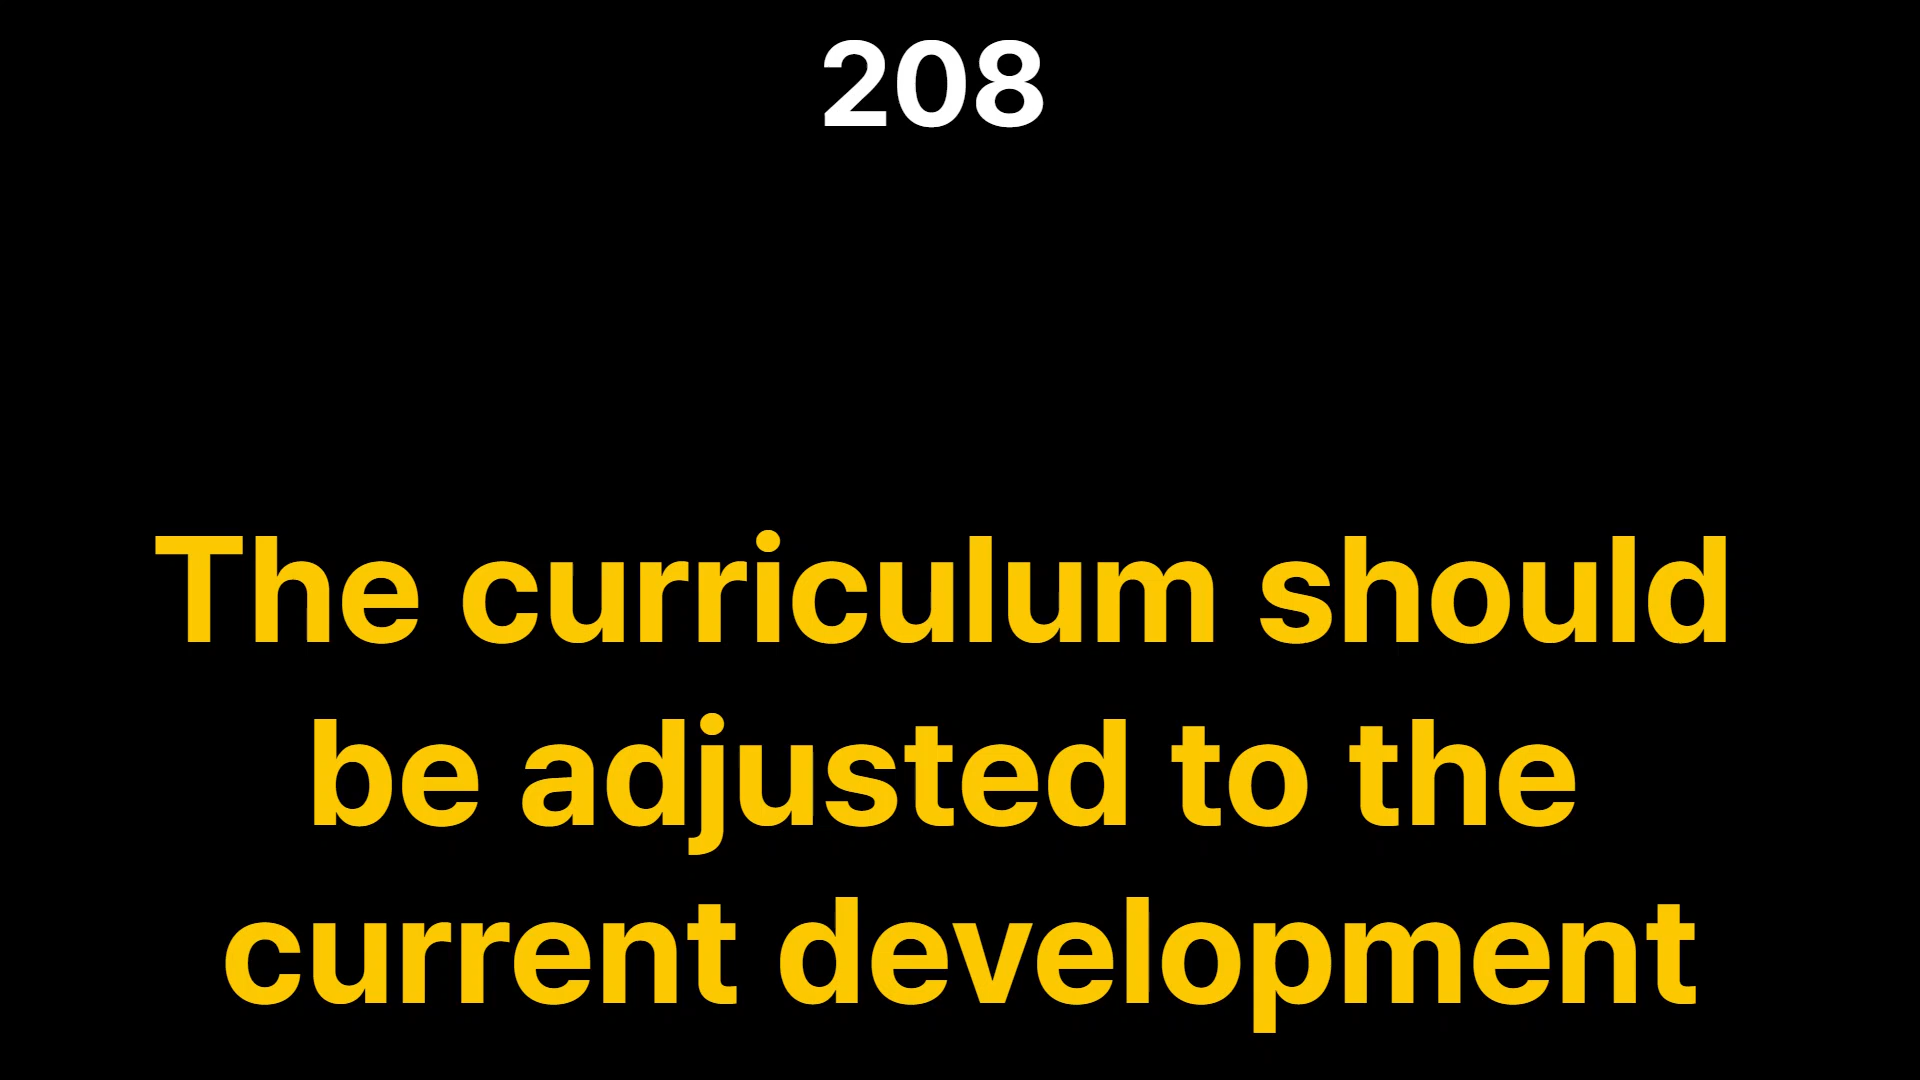 208
The curriculum should
be adjusted to the
current development